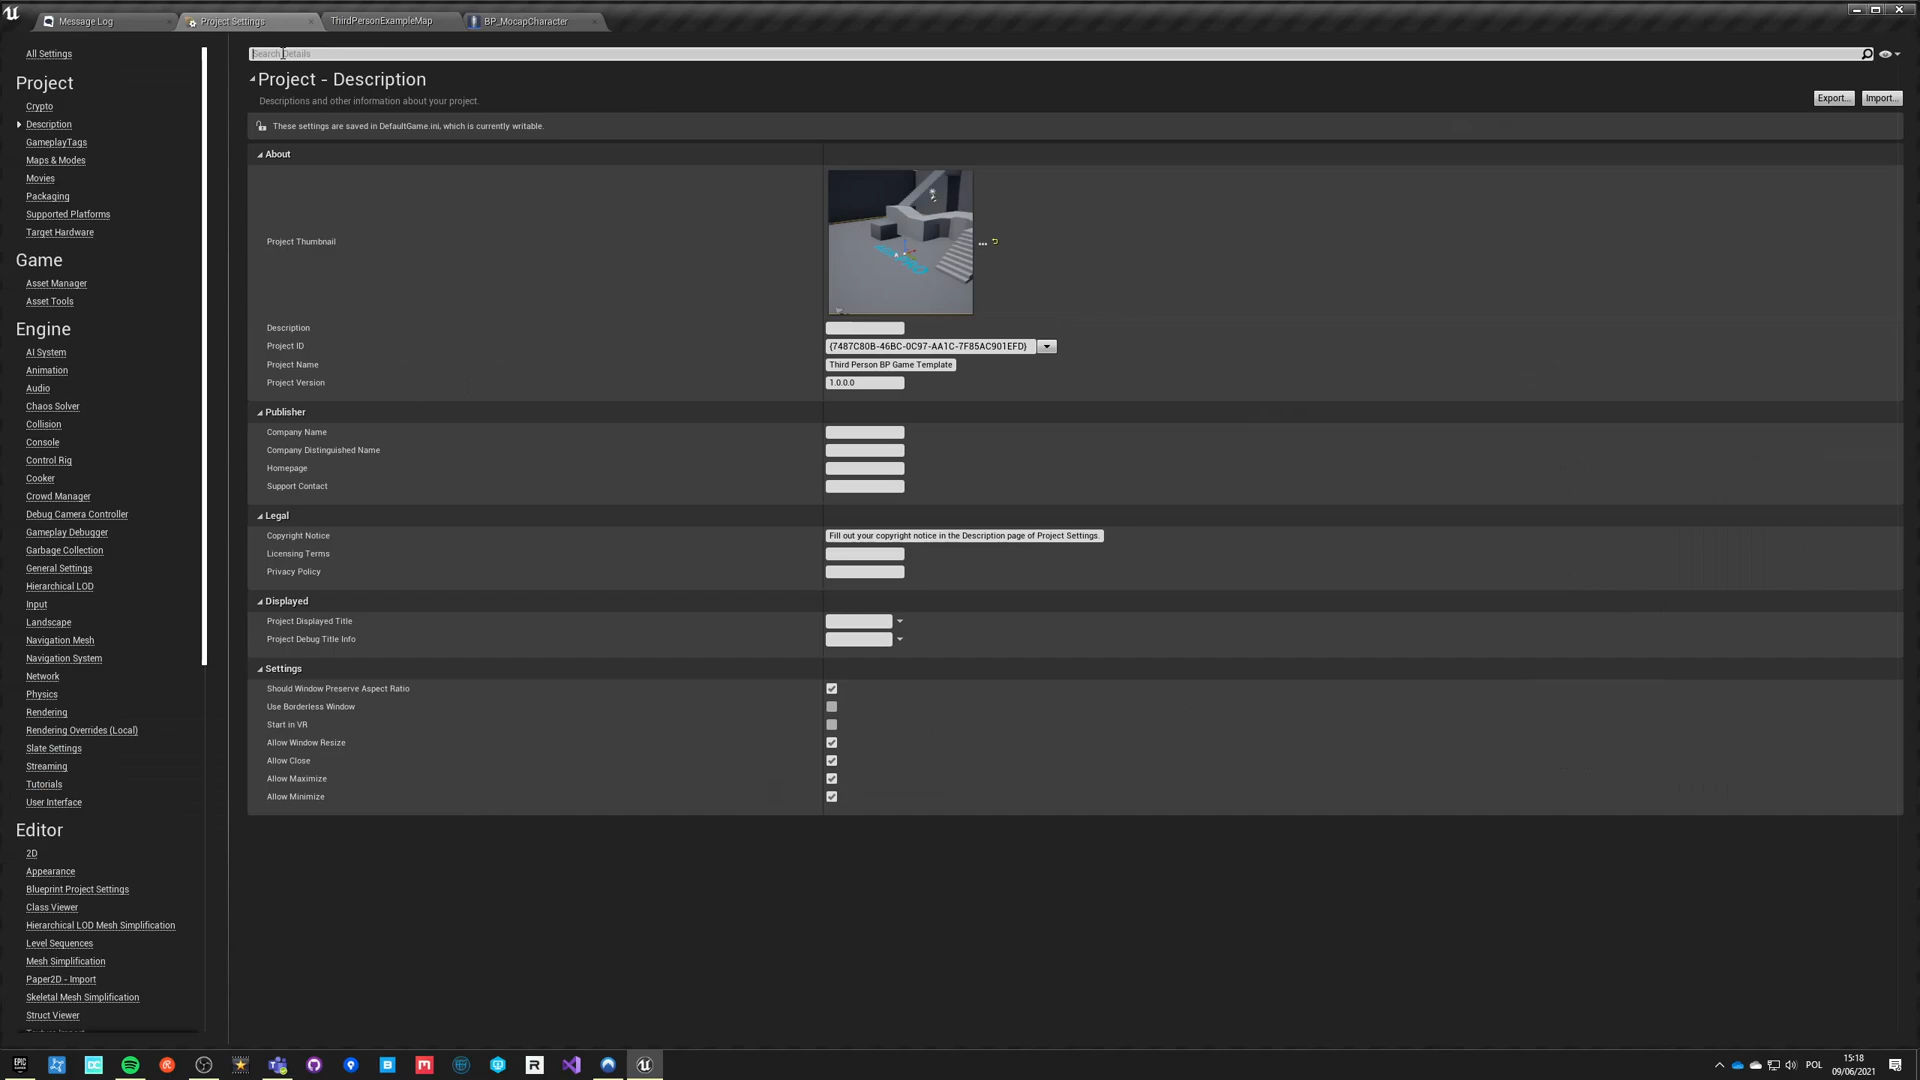 Message Log
Project Settings
ThirdPersonExampleMap
BP_MocapCharacter
All Settings
Project
Crypto
Description
GameplayTags
Maps & Modes
Movies
Packaging
Supported Platforms
Target Hardware
Game
Asset Manager
Asset Tools
Engine
AI System
Animation
Audio
Chaos Solver
Collision
Console
Control Rig
Cooker
Crowd Manager
Debug Camera Controller
Gameplay Debugger
Garbage Collection
General Settings
Hierarchical LOD
Input
Landscape
Navigation Mesh
Navigation System
Network
Physics
Rendering
Rendering Overrides (Local)
Slate Settings
Streaming
Tutorials
User Interface
Editor
2D
Appearance
Blueprint Project Settings
Class Viewer
Hierarchical LOD Mesh Simplification
Level Sequences
Mesh Simplification
Paper2D - Import
Skeletal Mesh Simplification
Struct Viewer
Search Details
Project - Description
Descriptions and other information about your project.
Export...
Import...
These settings are saved in DefaultGame.ini, which is currently writable.
About
Project Thumbnail
Description
Project ID
{7487C80B-46BC-0C97-AA1C-7F85AC901EFD}
Project Name
Third Person BP Game Template
Project Version
1.0.0.0
Publisher
Company Name
Company Distinguished Name
Homepage
Support Contact
Legal
Copyright Notice
Fill out your copyright notice in the Description page of Project Settings.
Licensing Terms
Privacy Policy
Displayed
Project Displayed Title
Project Debug Title Info
Settings
Should Window Preserve Aspect Ratio
Use Borderless Window
Start in VR
Allow Window Resize
Allow Close
Allow Maximize
Allow Minimize
EPIC
DC
B
M
R
POL
15:18
09/06/2021